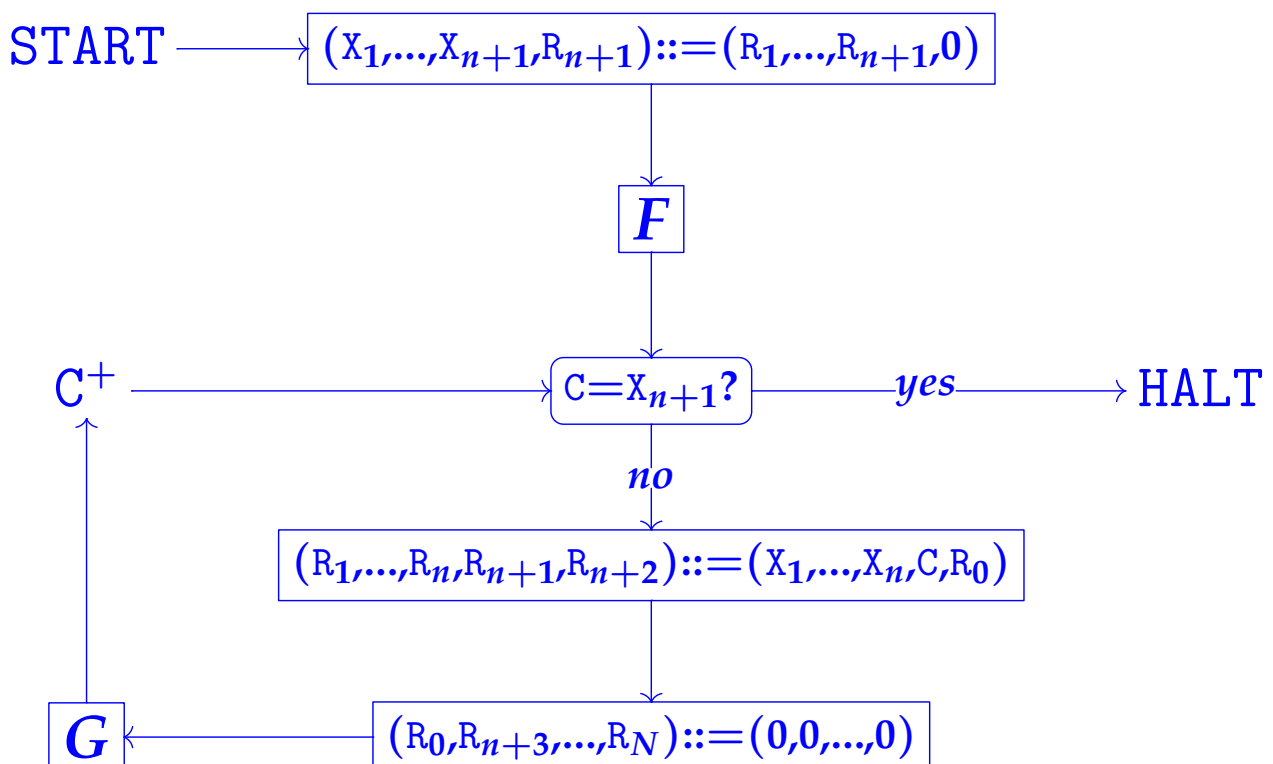 START (X₁,...,Xₙ₊₁,Rₙ₊₁)::=(R₁,...,Rₙ₊₁,0)
F
C⁺ C=Xₙ₊₁? yes HALT
no
(R₁,...,Rₙ,Rₙ₊₁,Rₙ₊₂)::=(X₁,...,Xₙ,C,R₀)
G (R₀,Rₙ₊₃,...,R_N)::=(0,0,...,0)